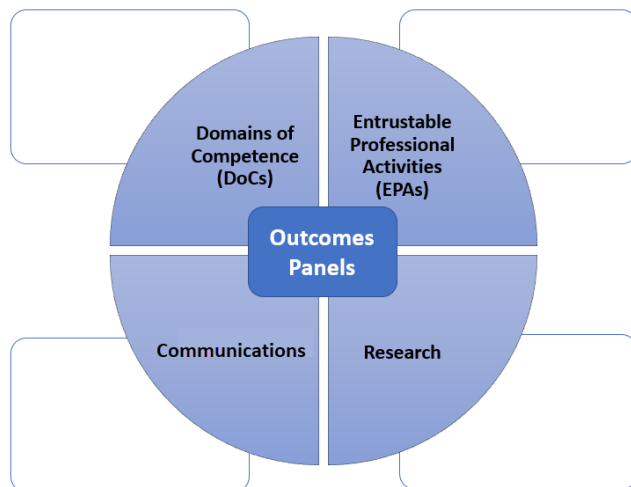 Domains of
Competence
(DoCs)
Entrustable
Professional
Activities
(EPAs)
Outcomes
Panels
Communications
Research